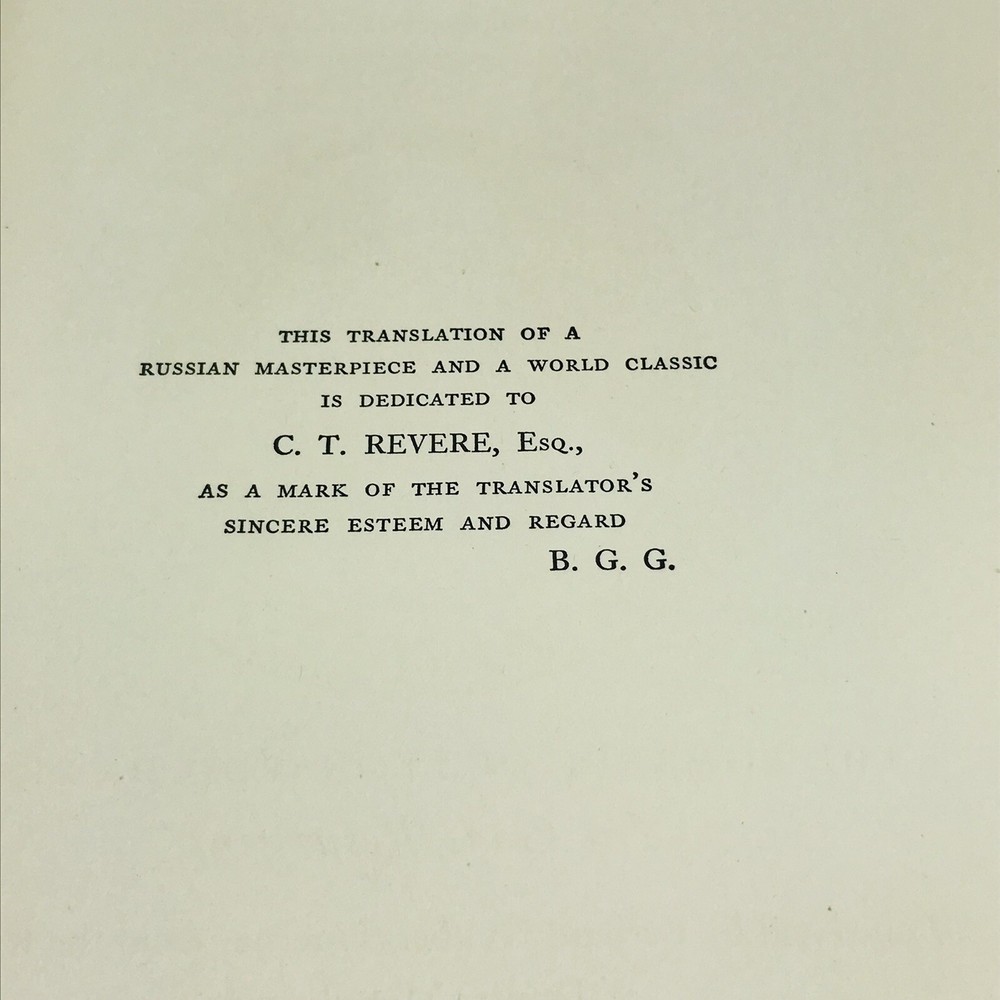 THIS TRANSLATION OF A
RUSSIAN MASTERPIECE AND A WORLD CLASSIC
IS DEDICATED TO
C. T. REVERE, Esq.,
AS A MARK OF THE TRANSLATOR'S
SINCERE ESTEEM AND REGARD
B. G. G.